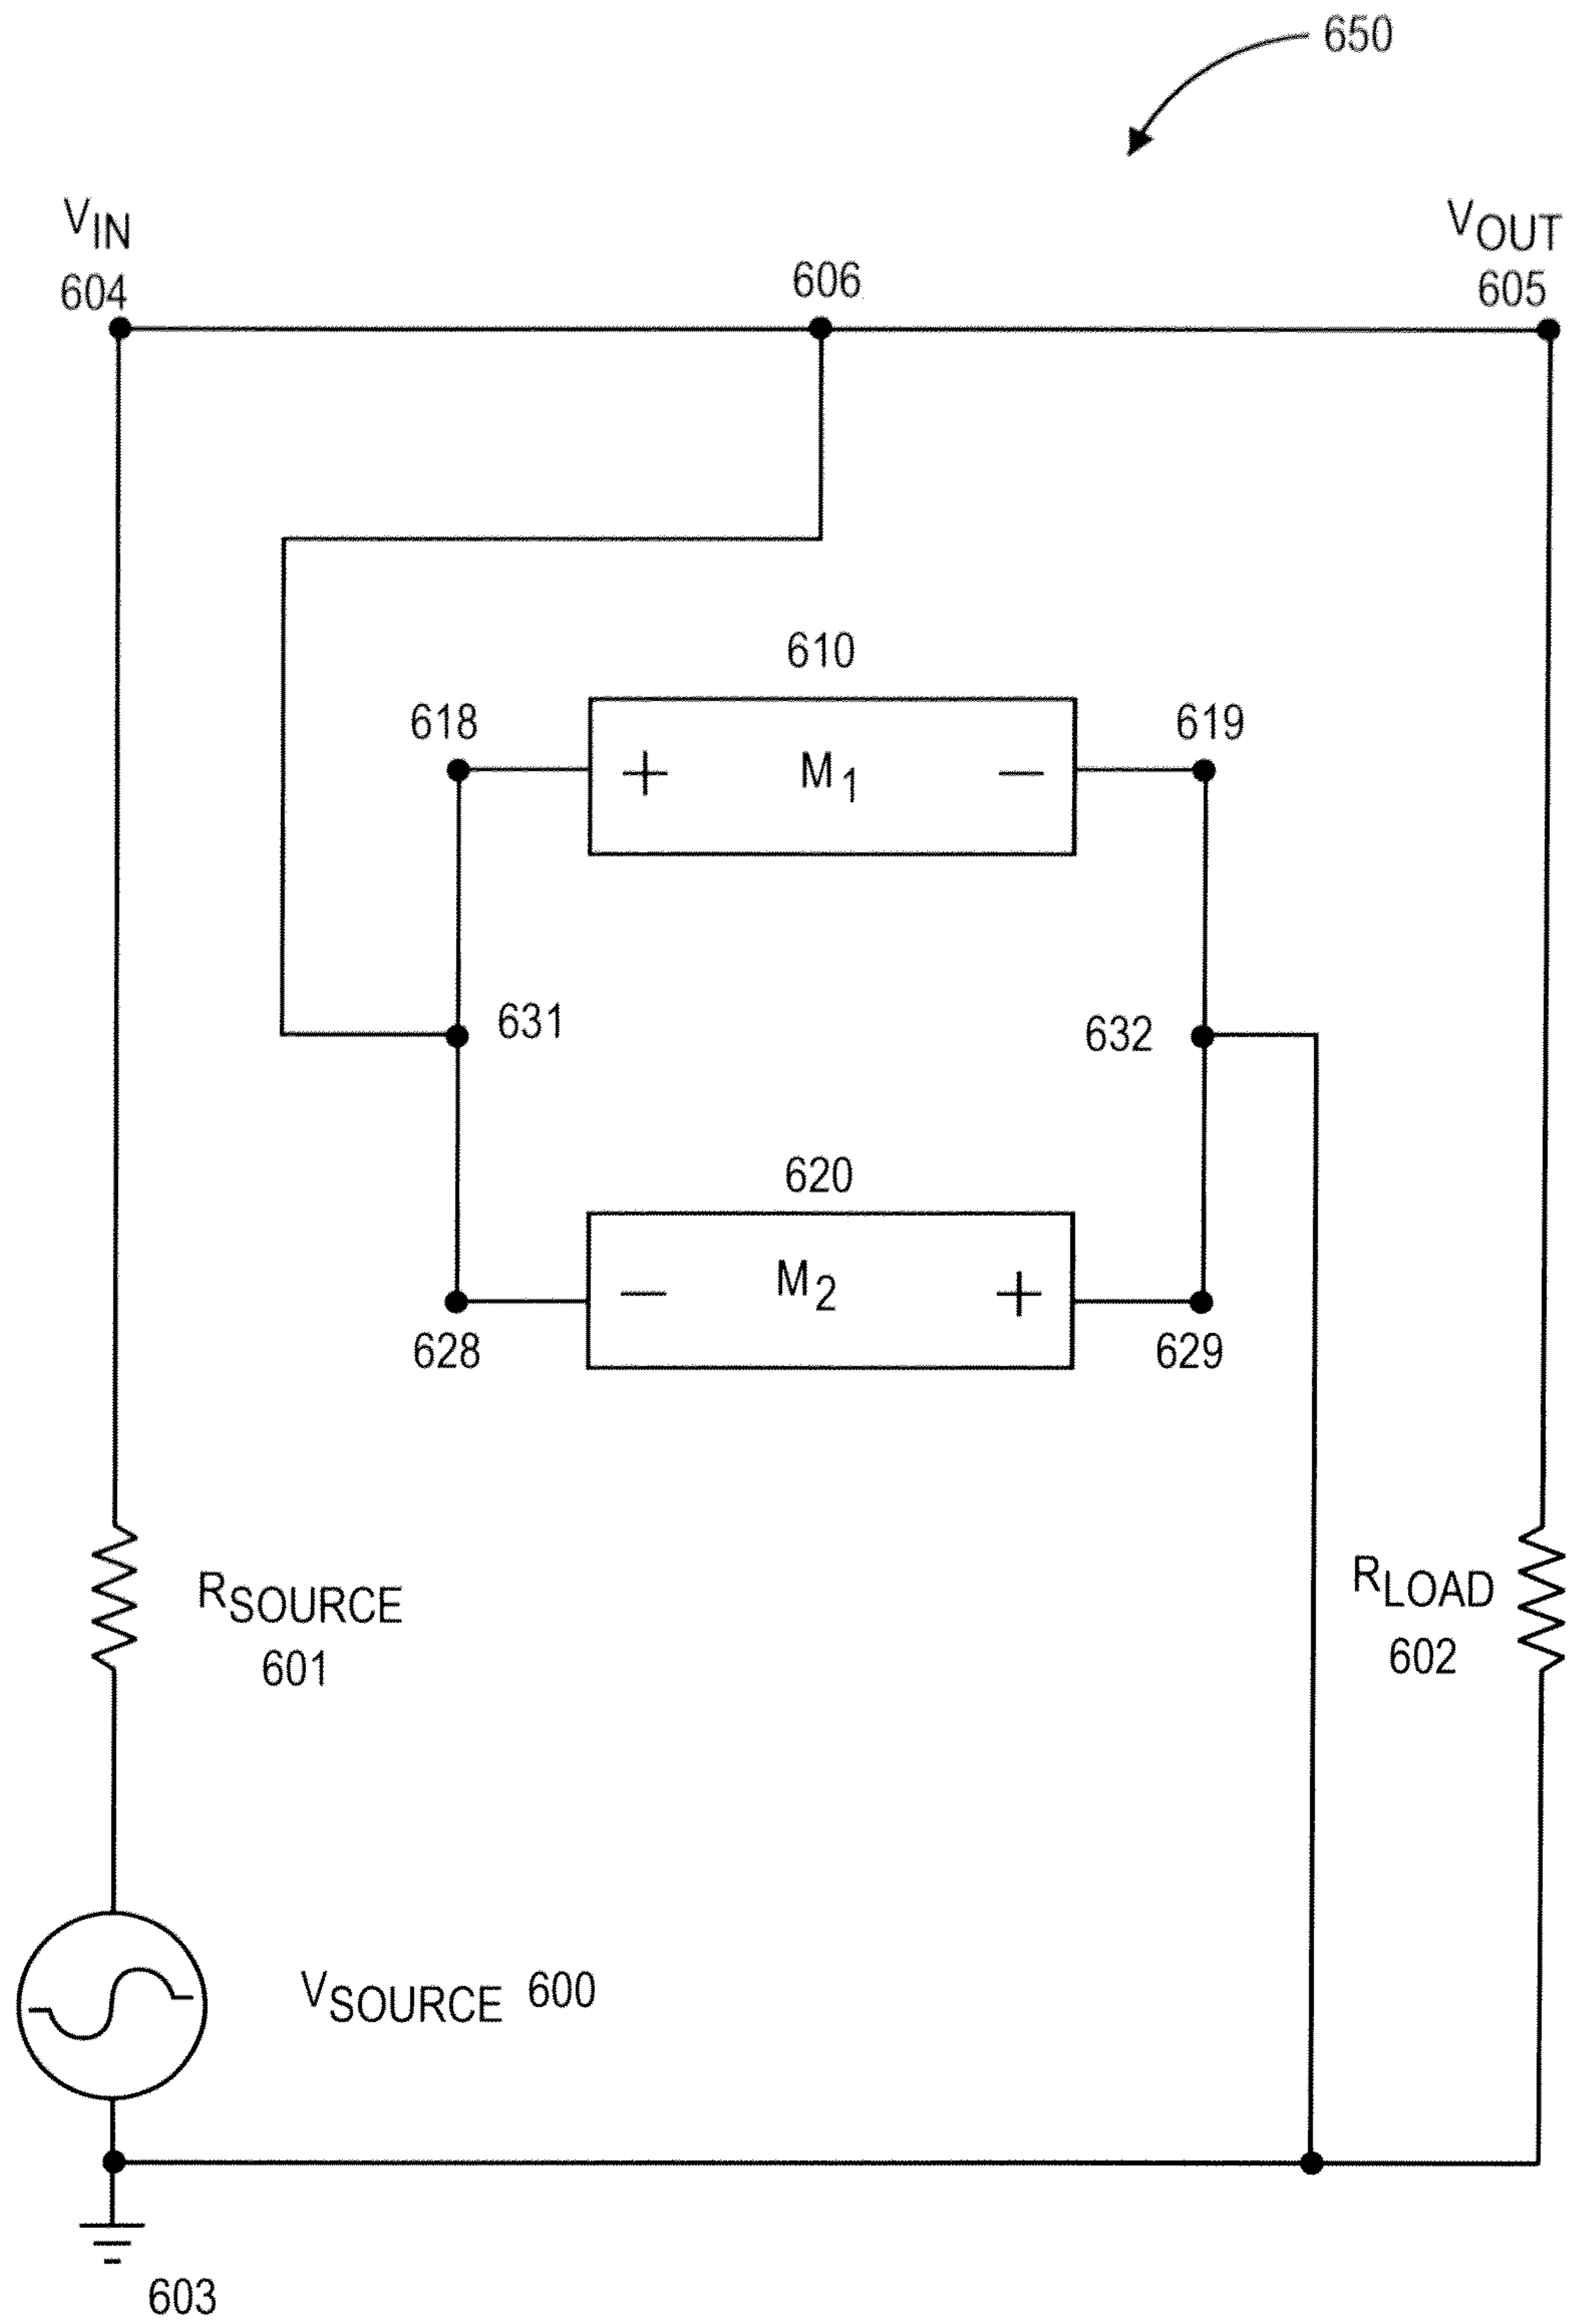 650
VIN
604
606
VOUT
605
610
618
+ M1 −
619
631
632
620
− M2 +
628
629
RSOURCE
601
RLOAD
602
VSOURCE 600
603